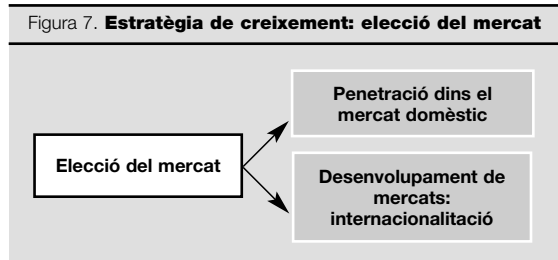 Figura 7. Estratègia de creixement: elecció del mercat
Penetració dins el
mercat domèstic
Elecció del mercat
Desenvolupament de
mercats:
internacionalitació